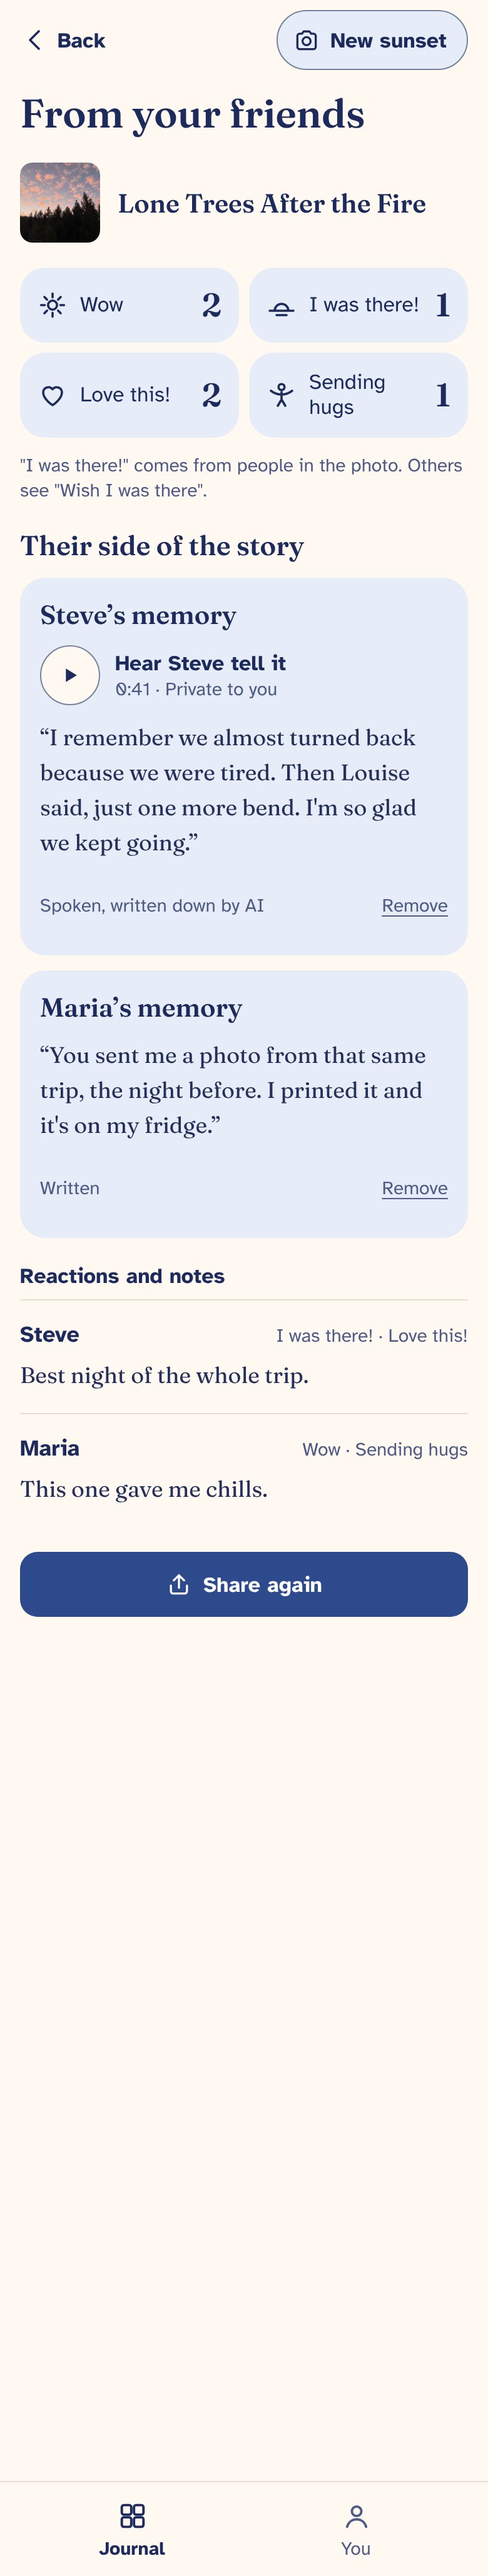 Back
New sunset
From your friends
Lone Trees After the Fire
Wow 2
I was there! 1
Love this! 2
Sending
hugs 1
"I was there!" comes from people in the photo. Others
see "Wish I was there".
Their side of the story
Steve’s memory
Hear Steve tell it
0:41 · Private to you
“I remember we almost turned back
because we were tired. Then Louise
said, just one more bend. I'm so glad
we kept going.”
Spoken, written down by AI
Remove
Maria’s memory
“You sent me a photo from that same
trip, the night before. I printed it and
it's on my fridge.”
Written
Remove
Reactions and notes
Steve
I was there! · Love this!
Best night of the whole trip.
Maria
Wow · Sending hugs
This one gave me chills.
Share again
Journal
You